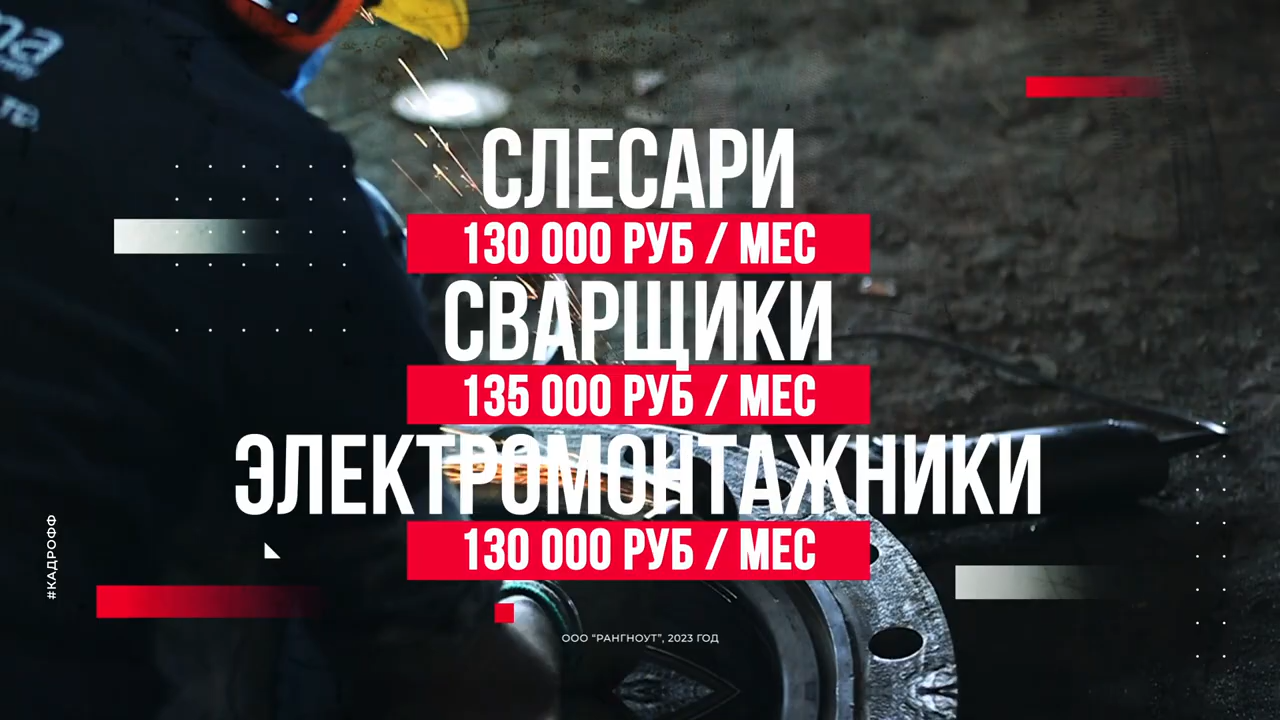 СЛЕСАРИ
130 000 РУБ / МЕС
СВАРЩИКИ
135 000 РУБ / МЕС
ЭЛЕКТРОМОНТАЖНИКИ
130 000 РУБ / МЕС
#КАДРОФФ
ООО “РАНГНОУТ”, 2023 ГОД